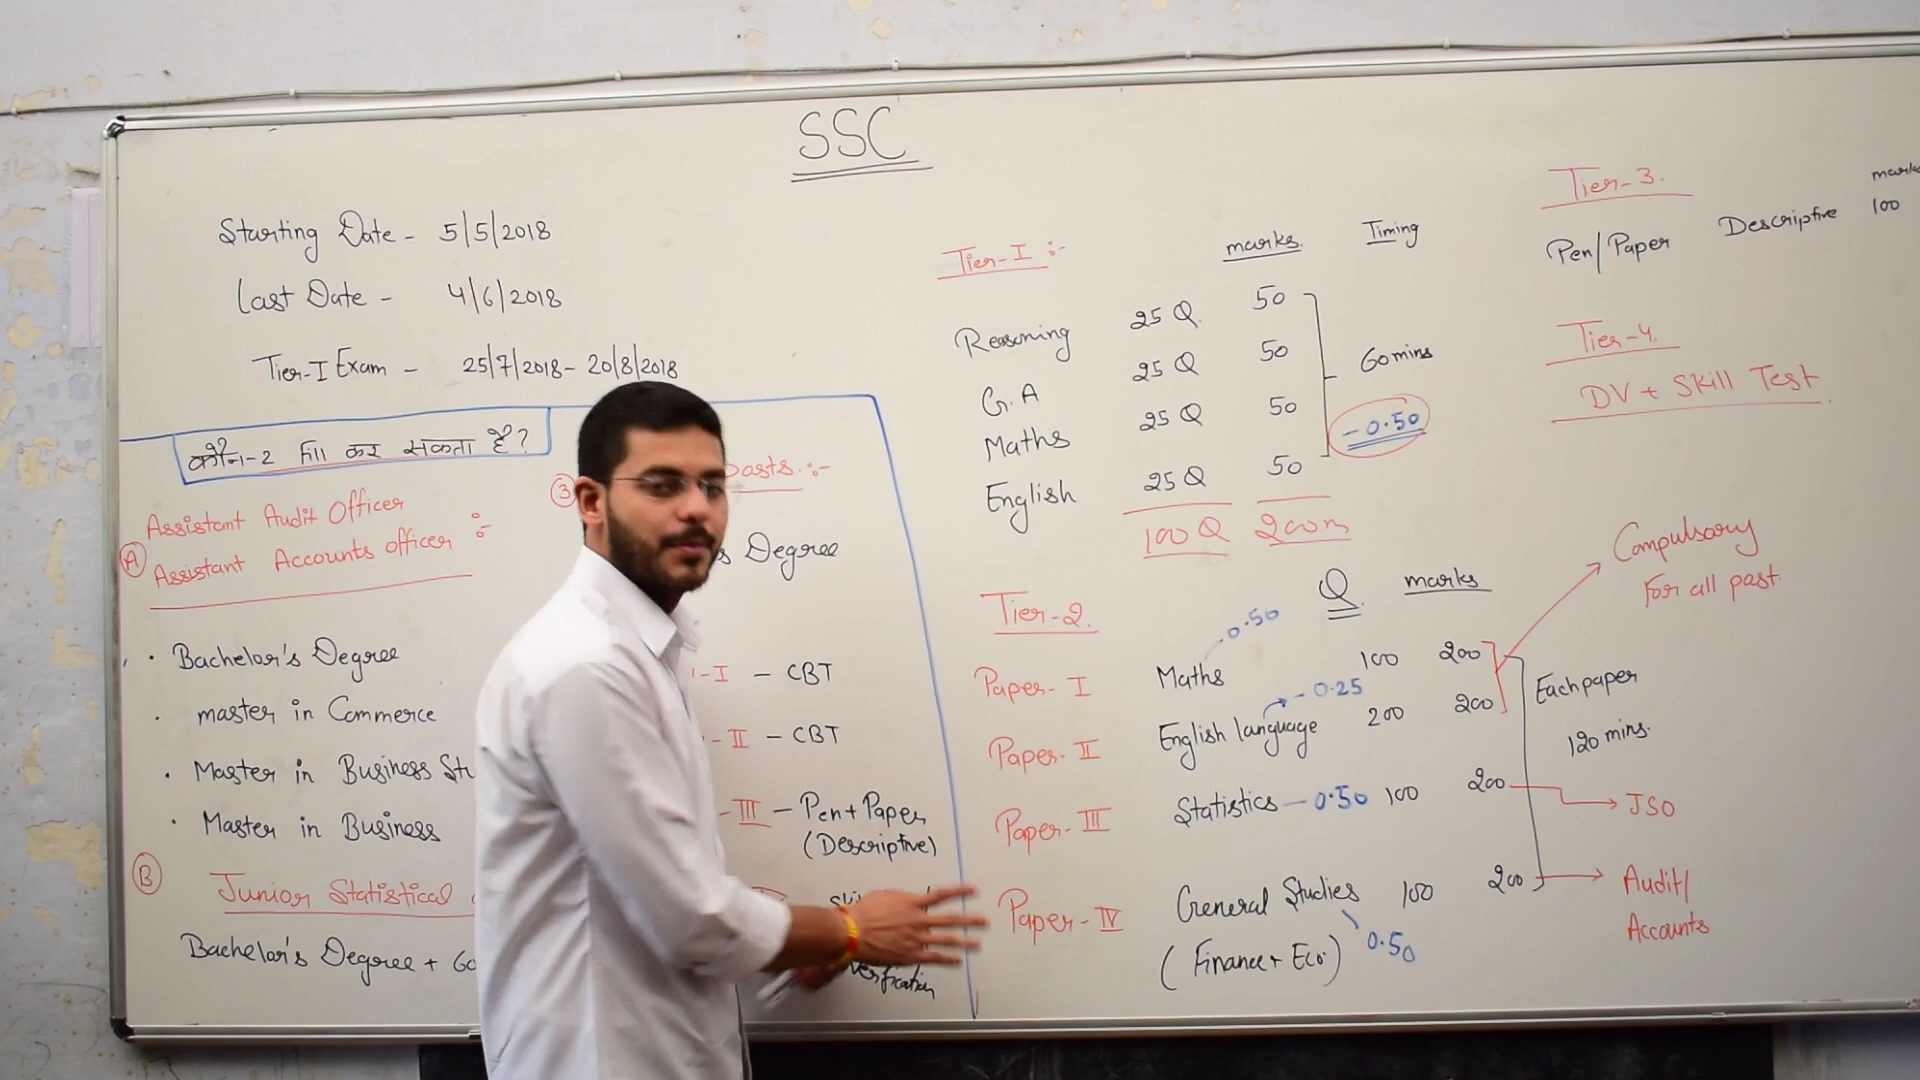 SSC
Starting Date - 5/5/2018
Last Date - 4/6/2018
Tier-I Exam - 25/7/2018- 20/8/2018
कौन-2 Fill कर सकता है?
A Assistant Audit Officer
Assistant Accounts officer :-
· Bachelor's Degree
· master in Commerce
· Master in Business
· Master in Business
B Junior Statistical
Bachelor's Degree +
3 Posts :-
Degree
-I - CBT
-II - CBT
-III - Pen + Paper
(Descriptive)
Tier-I :- marks Timing
Reasoning 25 Q 50
G.A 25 Q 50 60 mins
Maths 25 Q 50 -0.50
English 25 Q 50
100 Q 200m
Tier-2. Q. marks
Paper-I Maths -0.50 100 200
Paper-II English language -0.25 200 200
Paper-III Statistics -0.50 100 200
Paper-IV General Studies 100 200
(Finance + Eco.) 0.50
Compulsory
For all post.
Each paper
120 mins.
JSO
Audit/
Accounts
Tier-3. marks
Pen/Paper Descriptive 100
Tier-4.
DV + Skill Test